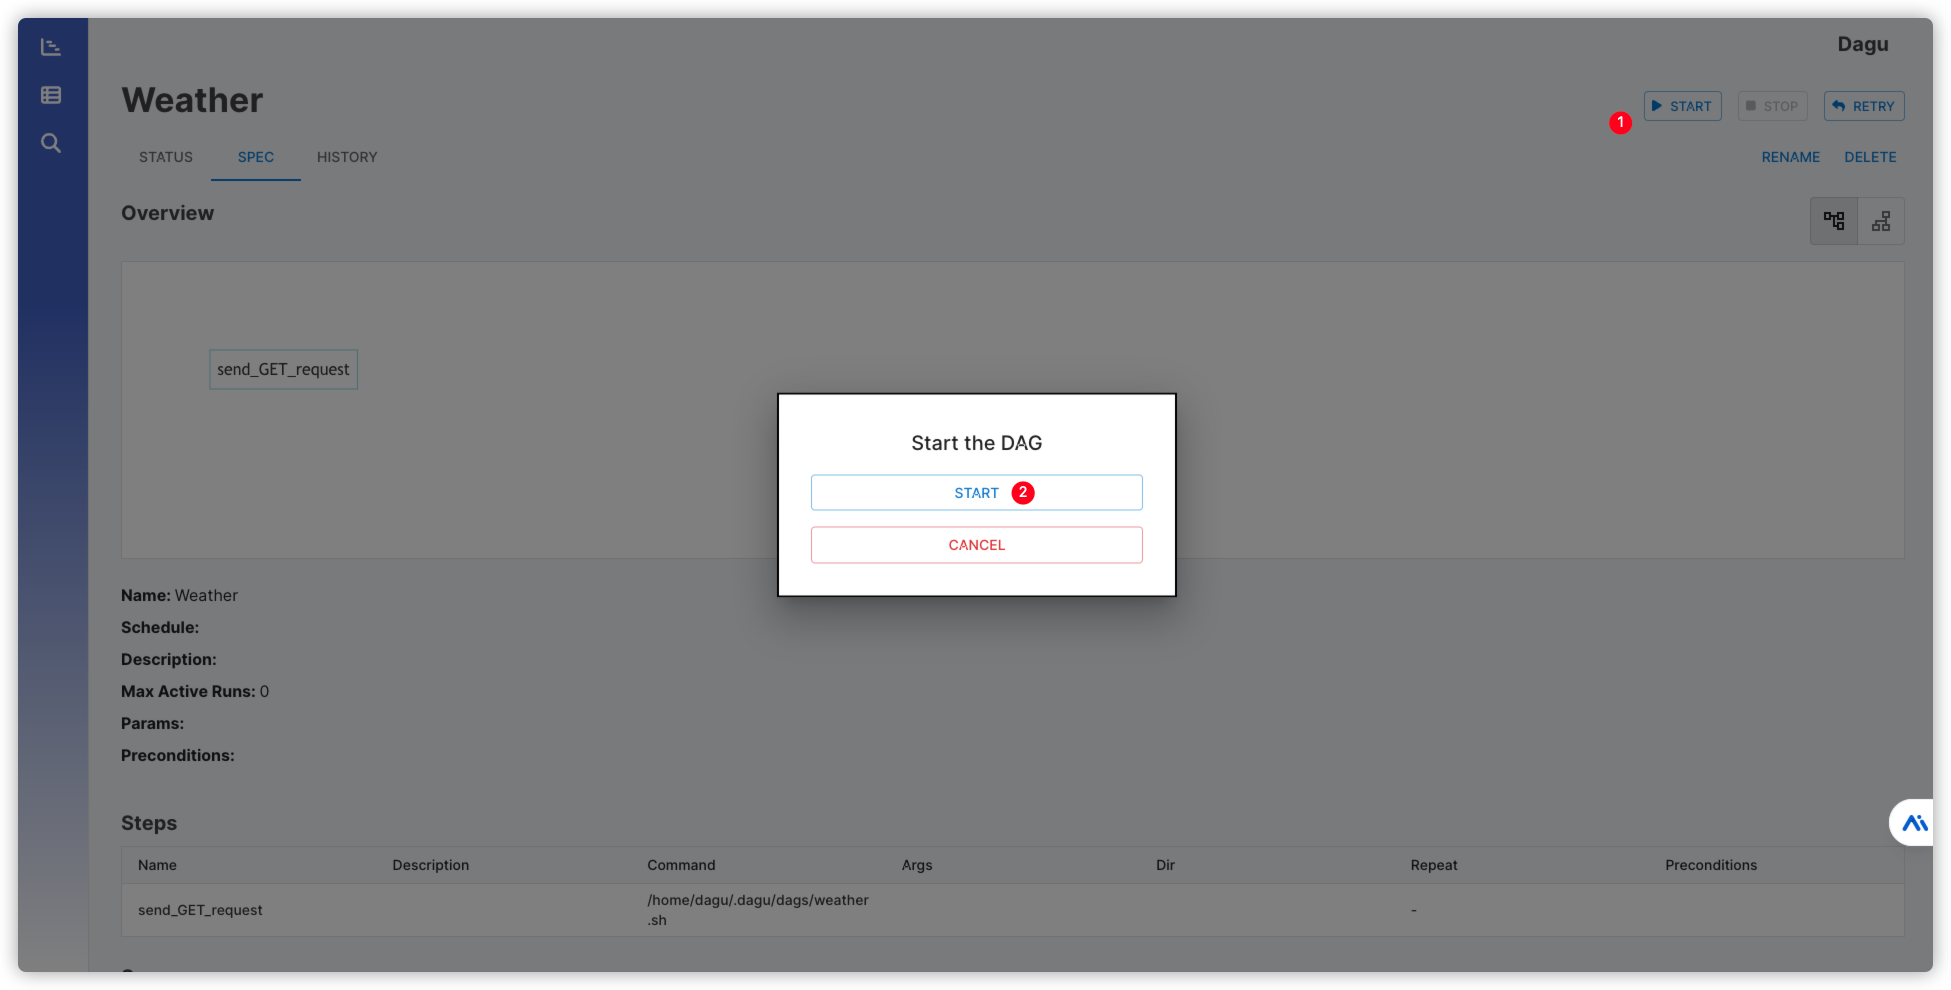 Dagu
Weather
START
STOP
RETRY
1
STATUS
SPEC
HISTORY
RENAME
DELETE
Overview
send_GET_request
Start the DAG
START 2
CANCEL
Name: Weather
Schedule:
Description:
Max Active Runs: 0
Params:
Preconditions:
Steps
Name Description Command Args Dir Repeat Preconditions
send_GET_request
/home/dagu/.dagu/dags/weather
.sh
-